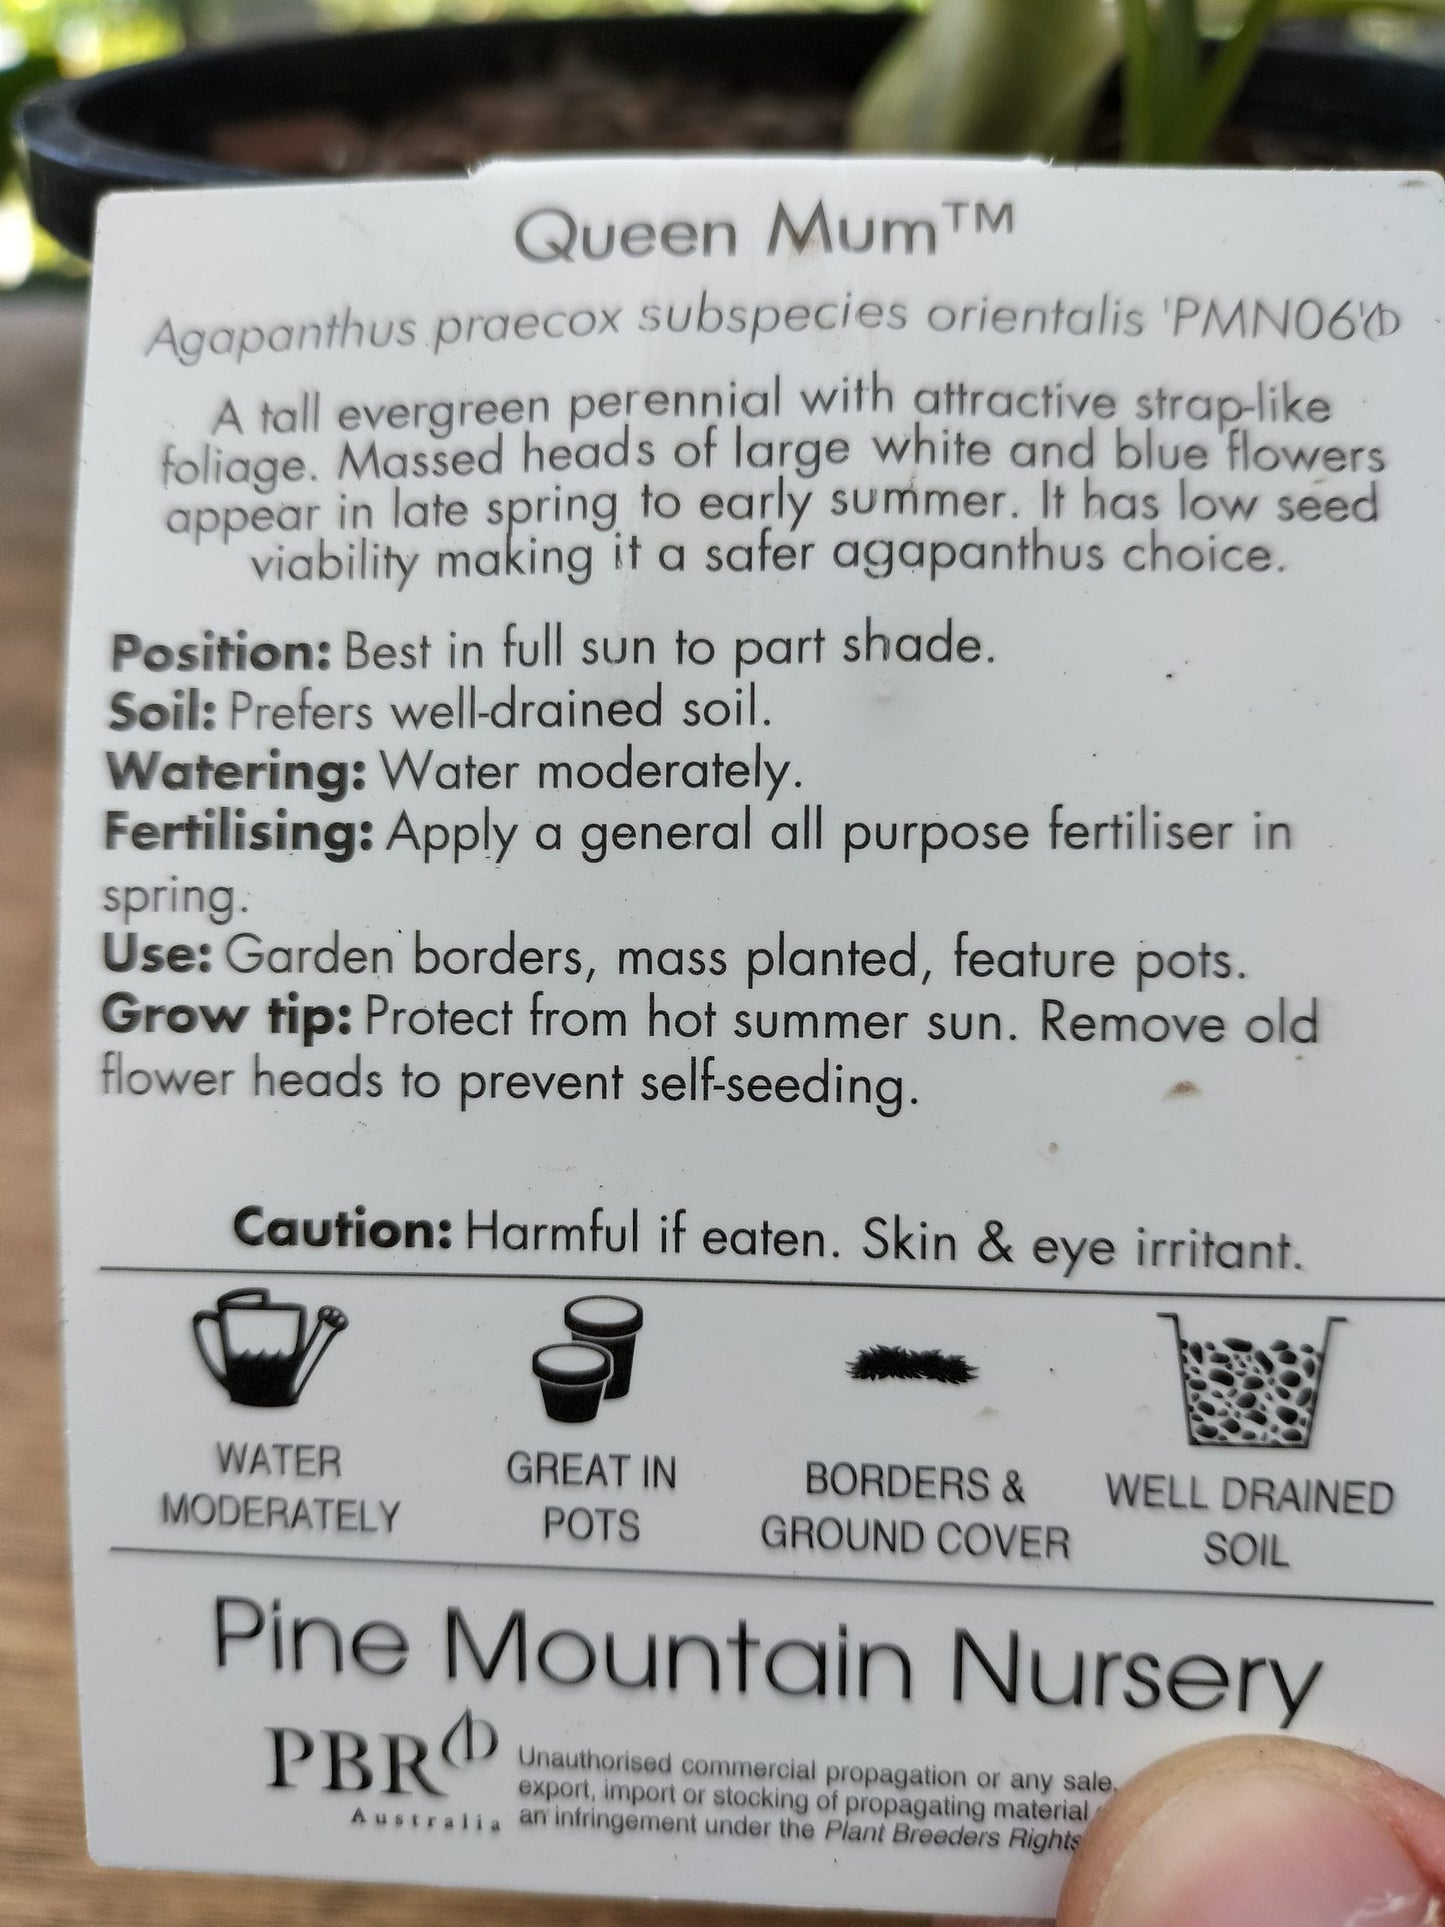 Queen Mum™
Agapanthus praecox subspecies orientalis 'PMN06'
A tall evergreen perennial with attractive strap-like
foliage. Massed heads of large white and blue flowers
appear in late spring to early summer. It has low seed
viability making it a safer agapanthus choice.
Position: Best in full sun to part shade.
Soil: Prefers well-drained soil.
Watering: Water moderately.
Fertilising: Apply a general all purpose fertiliser in
spring.
Use: Garden borders, mass planted, feature pots.
Grow tip: Protect from hot summer sun. Remove old
flower heads to prevent self-seeding.
Caution: Harmful if eaten. Skin & eye irritant.
WATER
MODERATELY
GREAT IN
POTS
BORDERS &
GROUND COVER
WELL DRAINED
SOIL
Pine Mountain Nursery
PBR
Australia
Unauthorised commercial propagation or any sale,
export, import or stocking of propagating material
an infringement under the Plant Breeders Rights